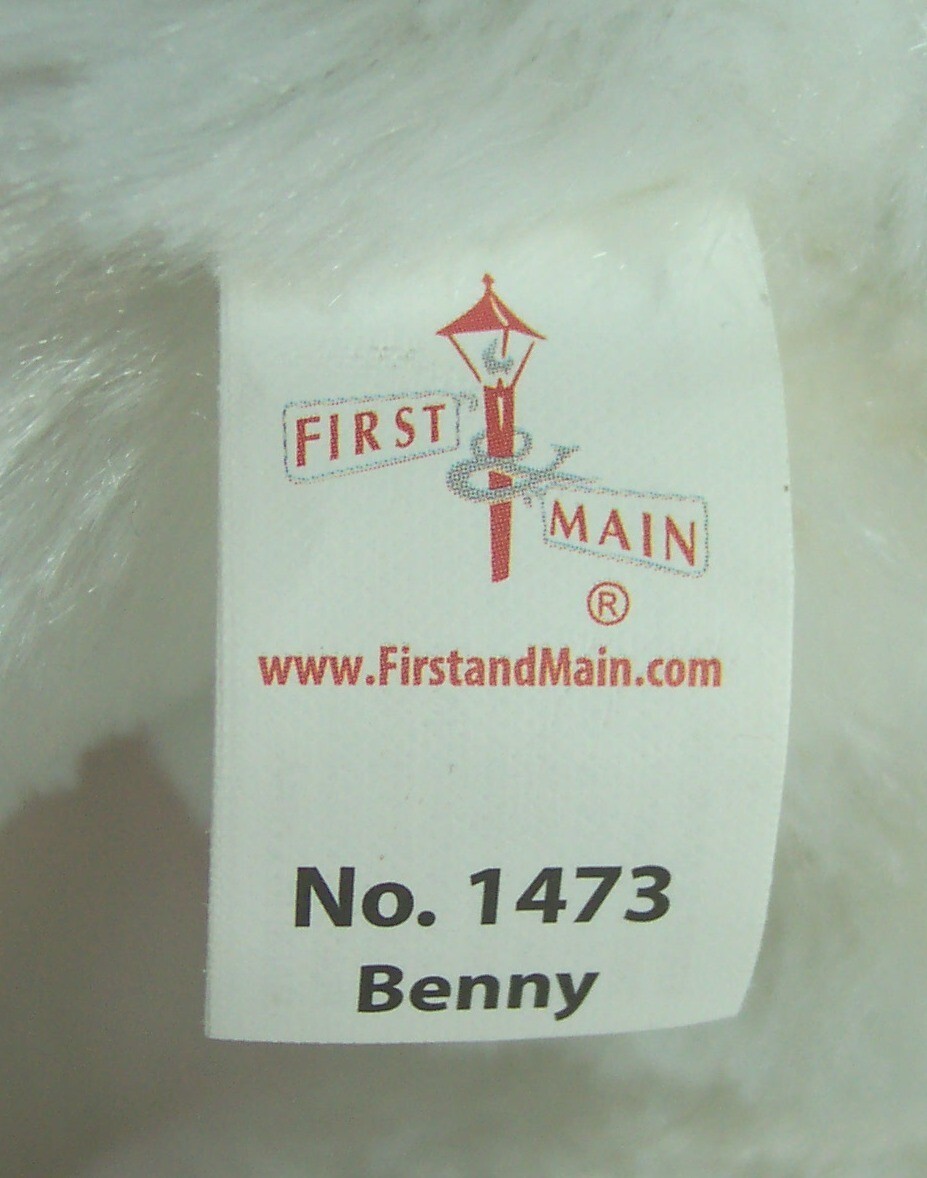 FIRST
&
MAIN
®
www.FirstandMain.com
No. 1473
Benny